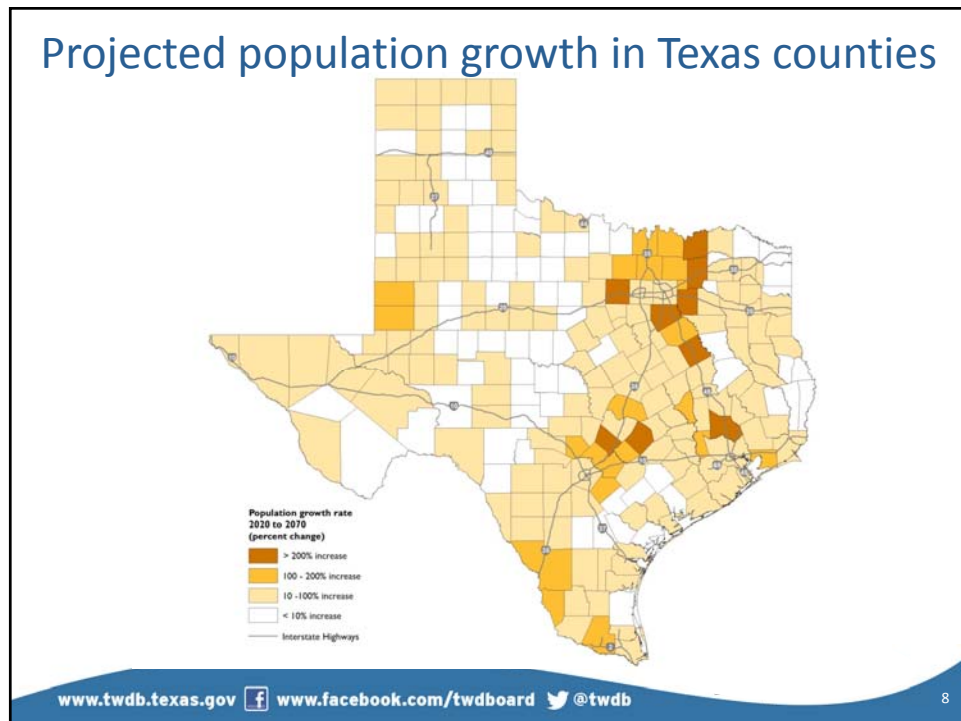 Projected population growth in Texas counties
Population growth rate
2020 to 2070
(percent change)
> 200% increase
100 - 200% increase
10 -100% increase
< 10% increase
Interstate Highways
www.twdb.texas.gov f www.facebook.com/twdboard @twdb
8